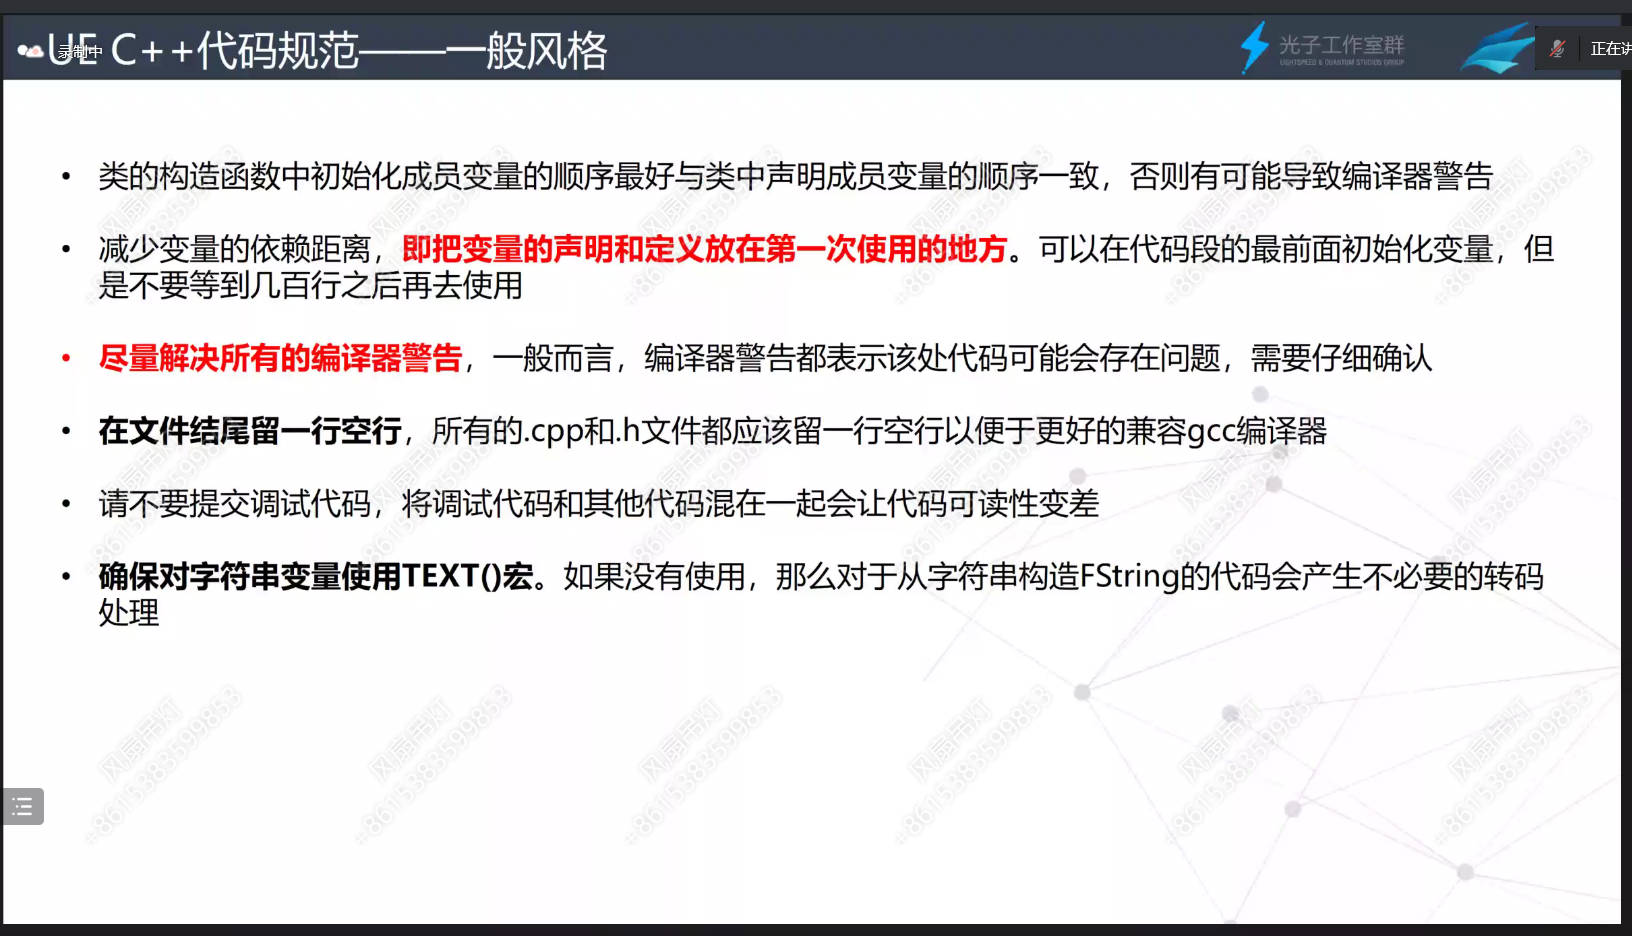 录制中
UE C++代码规范——一般风格
光子工作室群
LIGHTSPEED & QUANTUM STUDIOS GROUP
正在讲
• 类的构造函数中初始化成员变量的顺序最好与类中声明成员变量的顺序一致，否则有可能导致编译器警告
• 减少变量的依赖距离，即把变量的声明和定义放在第一次使用的地方。可以在代码段的最前面初始化变量，但
是不要等到几百行之后再去使用
• 尽量解决所有的编译器警告，一般而言，编译器警告都表示该处代码可能会存在问题，需要仔细确认
• 在文件结尾留一行空行，所有的.cpp和.h文件都应该留一行空行以便于更好的兼容gcc编译器
• 请不要提交调试代码，将调试代码和其他代码混在一起会让代码可读性变差
• 确保对字符串变量使用TEXT()宏。如果没有使用，那么对于从字符串构造FString的代码会产生不必要的转码
处理
风扇吊灯
+8615383599853